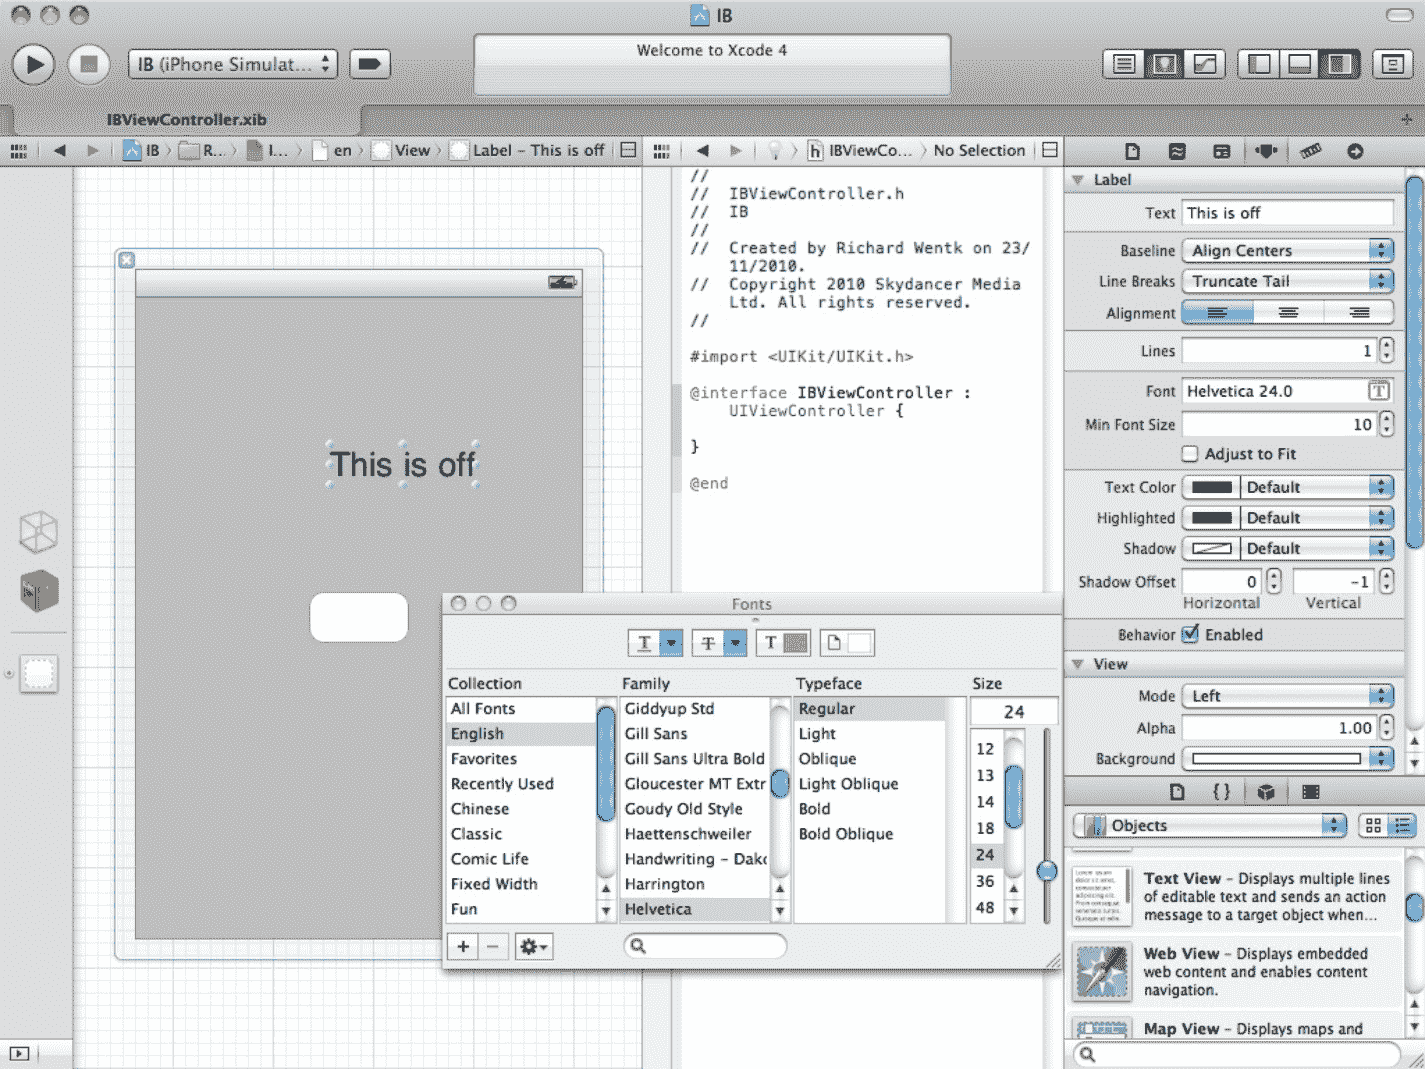 IB
IB (iPhone Simulat...
Welcome to Xcode 4
IBViewController.xib
IB
R...
I...
en
View
Label - This is off
IBViewCo...
No Selection
This is off
//
//  IBViewController.h
//  IB
//
//  Created by Richard Wentk on 23/
11/2010.
//  Copyright 2010 Skydancer Media
Ltd. All rights reserved.
//
#import <UIKit/UIKit.h>
@interface IBViewController :
UIViewController {
}
@end
Label
Text This is off
Baseline Align Centers
Line Breaks Truncate Tail
Alignment
Lines 1
Font Helvetica 24.0 T
Min Font Size 10
Adjust to Fit
Text Color Default
Highlighted Default
Shadow Default
Shadow Offset 0 -1
Horizontal Vertical
Behavior Enabled
View
Mode Left
Alpha 1.00
Background
{ }
Objects
Text View - Displays multiple lines
of editable text and sends an action
message to a target object when...
Web View - Displays embedded
web content and enables content
navigation.
Map View - Displays maps and
Fonts
T T T
Collection
All Fonts
English
Favorites
Recently Used
Chinese
Classic
Comic Life
Fixed Width
Fun
Family
Giddyup Std
Gill Sans
Gill Sans Ultra Bold
Gloucester MT Extr
Goudy Old Style
Haettenschweiler
Handwriting - Dako
Harrington
Helvetica
Typeface
Regular
Light
Oblique
Light Oblique
Bold
Bold Oblique
Size
24
12
13
14
18
24
36
48